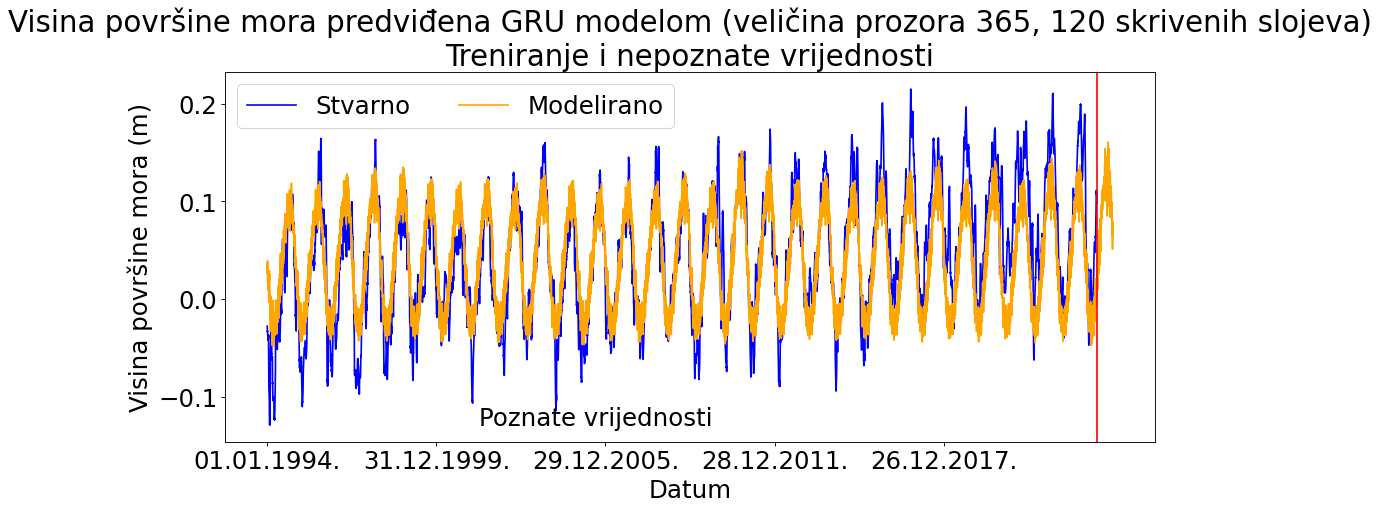 Visina površine mora predviđena GRU modelom (veličina prozora 365, 120 skrivenih slojeva)
Treniranje i nepoznate vrijednosti
Stvarno
Modelirano
Visina površine mora (m)
0.2
0.1
0.0
−0.1
Poznate vrijednosti
01.01.1994.
31.12.1999.
29.12.2005.
28.12.2011.
26.12.2017.
Datum